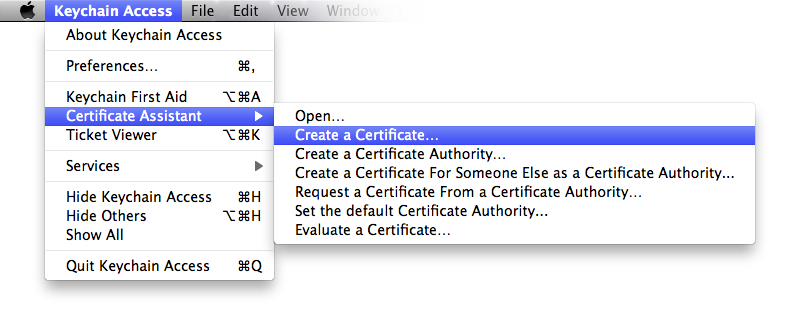 Keychain Access File Edit View Window
About Keychain Access
Preferences... ⌘,
Keychain First Aid ⌥⌘A
Certificate Assistant
Ticket Viewer ⌥⌘K
Services
Hide Keychain Access ⌘H
Hide Others ⌥⌘H
Show All
Quit Keychain Access ⌘Q
Open...
Create a Certificate...
Create a Certificate Authority...
Create a Certificate For Someone Else as a Certificate Authority...
Request a Certificate From a Certificate Authority...
Set the default Certificate Authority...
Evaluate a Certificate...